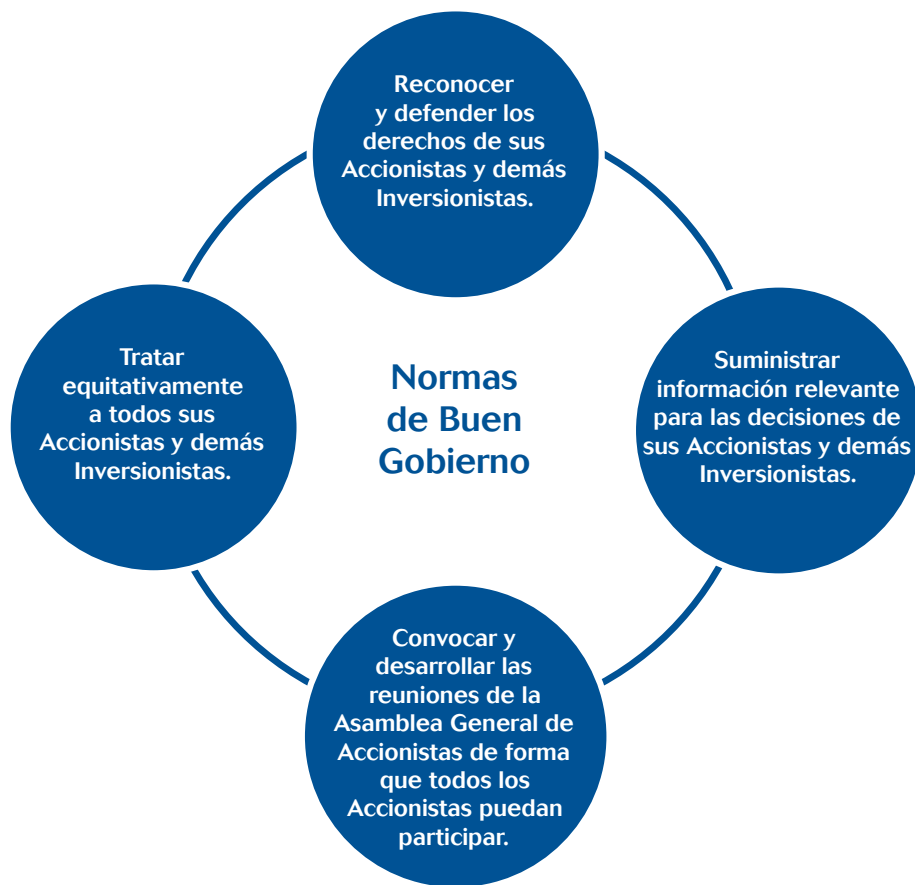 Reconocer
y defender los
derechos de sus
Accionistas y demás
Inversionistas.
Tratar
equitativamente
a todos sus
Accionistas y demás
Inversionistas.
Normas
de Buen
Gobierno
Suministrar
información relevante
para las decisiones de
sus Accionistas y demás
Inversionistas.
Convocar y
desarrollar las
reuniones de la
Asamblea General de
Accionistas de forma
que todos los
Accionistas puedan
participar.